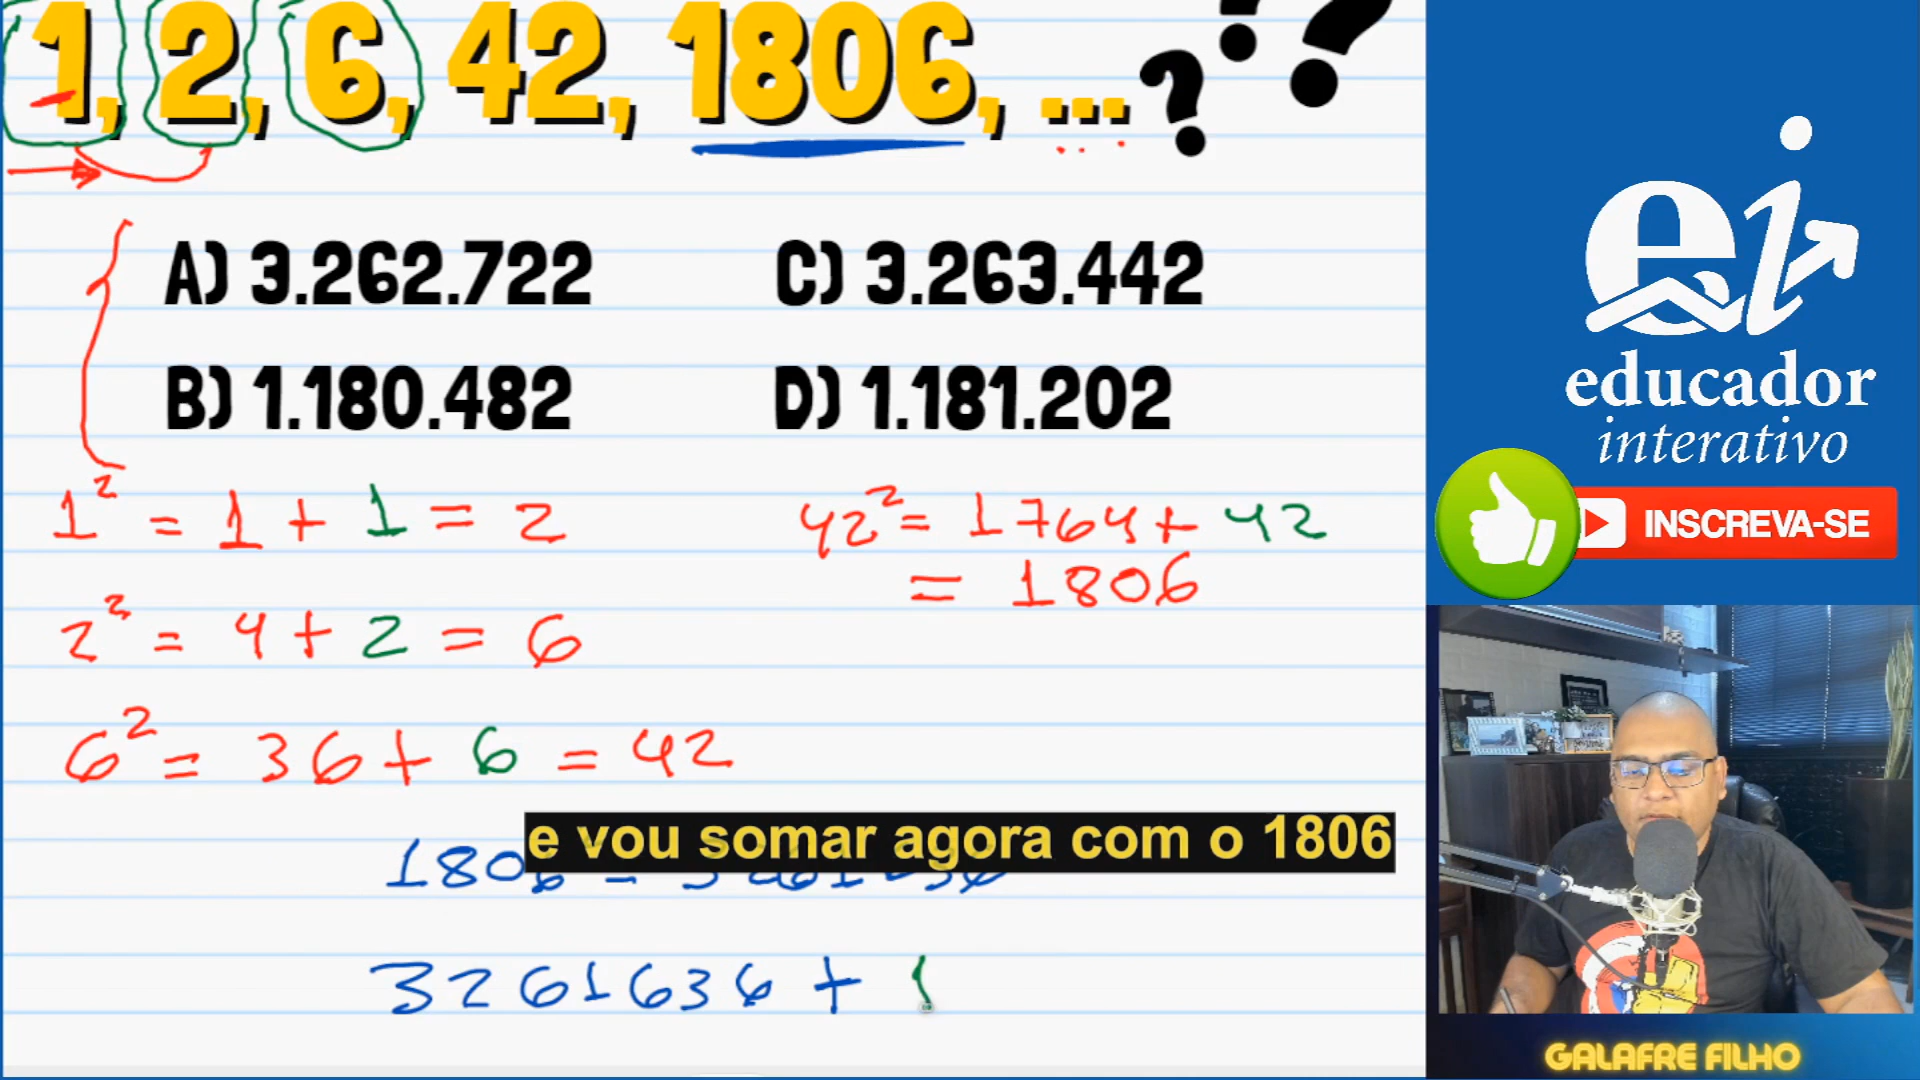 1, 2, 6, 42, 1806, ...???
A) 3.262.722
C) 3.263.442
B) 1.180.482
D) 1.181.202
1² = 1 + 1 = 2
42² = 1764 + 42
= 1806
2² = 4 + 2 = 6
6² = 36 + 6 = 42
e vou somar agora com o 1806
3261636 + 1
ei
educador
interativo
INSCREVA-SE
GALAFRE FILHO